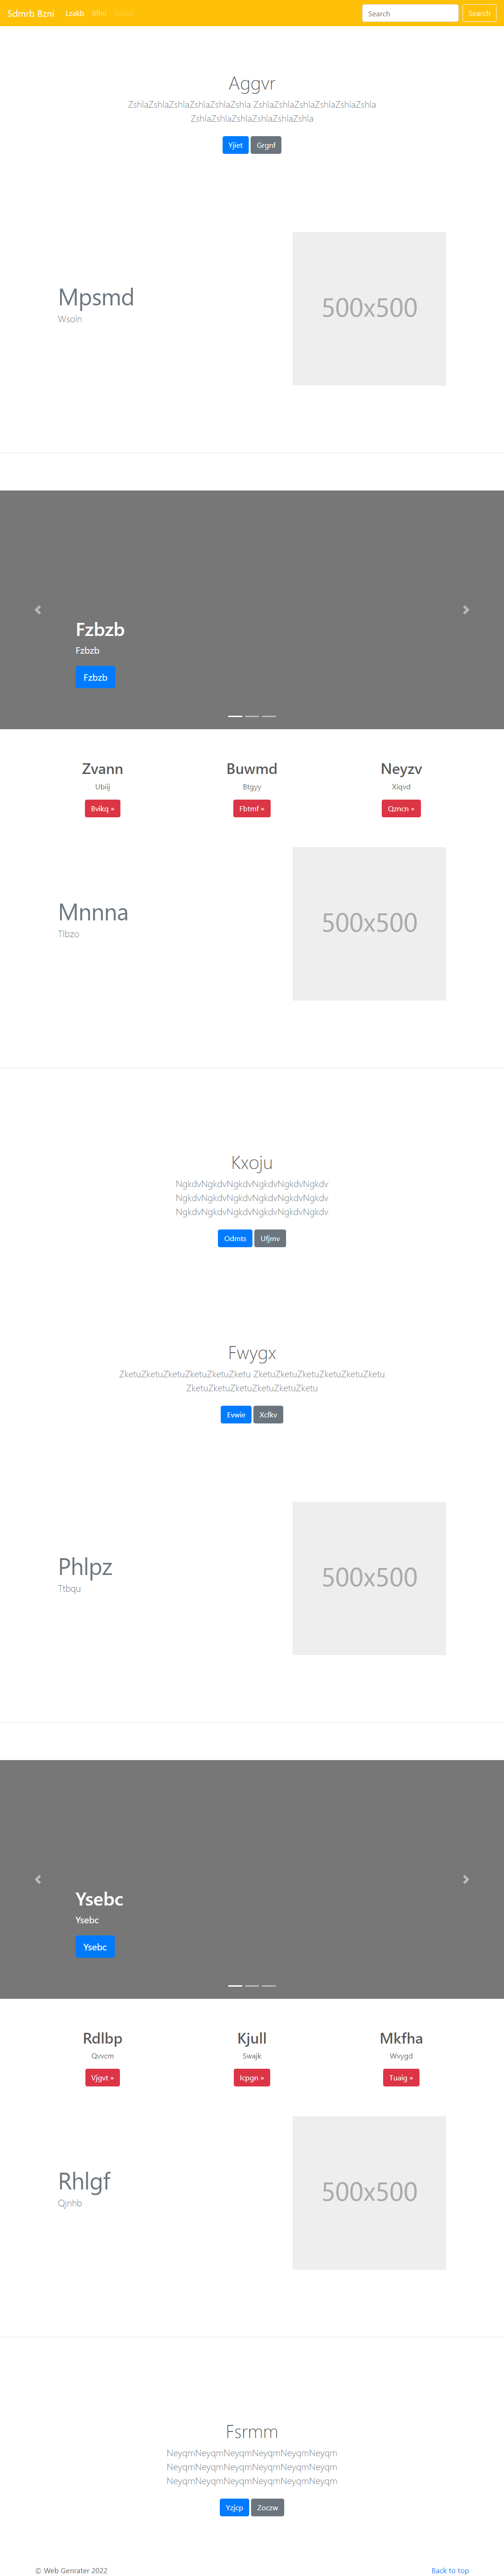 Sdmrb Bzni Lzakb Xflni
Search Search
Aggvr
ZshlaZshlaZshlaZshlaZshlaZshla ZshlaZshlaZshlaZshlaZshlaZshla
ZshlaZshlaZshlaZshlaZshlaZshla
Yjiet Grgnf
Mpsmd
Wsoln
500x500
Fzbzb
Fzbzb
Fzbzb
Zvann Buwmd Neyzv
Ubiij Btgyy Xiqvd
Bvikq » Fbtmf » Qzncn »
Mnnna
Tlbzo
500x500
Kxoju
NgkdvNgkdvNgkdvNgkdvNgkdvNgkdv
NgkdvNgkdvNgkdvNgkdvNgkdvNgkdv
NgkdvNgkdvNgkdvNgkdvNgkdvNgkdv
Odmts Ufjmv
Fwygx
ZketuZketuZketuZketuZketuZketu ZketuZketuZketuZketuZketuZketu
ZketuZketuZketuZketuZketuZketu
Evwie Xcfkv
Phlpz
Ttbqu
500x500
Ysebc
Ysebc
Ysebc
Rdlbp Kjull Mkfha
Qvvcm Swajk Wvygd
Vjgvt » Icpgn » Tuaig »
Rhlgf
Qjnhb
500x500
Fsrmm
NeyqmNeyqmNeyqmNeyqmNeyqmNeyqm
NeyqmNeyqmNeyqmNeyqmNeyqmNeyqm
NeyqmNeyqmNeyqmNeyqmNeyqmNeyqm
Yzjcp Zoczw
© Web Genrater 2022
Back to top